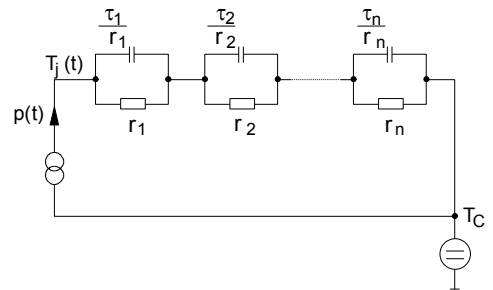 τ1 τ2 τn
r1 r2 rn
Tj (t)
r1 r2 rn
p(t)
TC